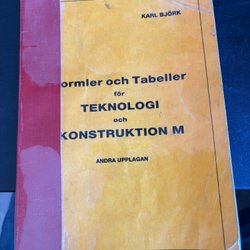 KARL BJÖRK
ormler och Tabeller
för
TEKNOLOGI
och
KONSTRUKTION M
ANDRA UPPLAGAN